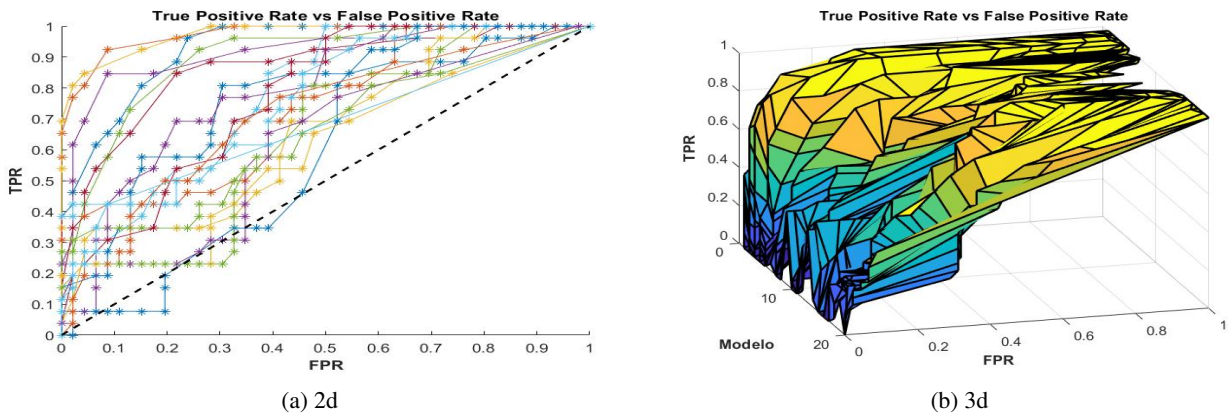 True Positive Rate vs False Positive Rate
1
0.9
0.8
0.7
0.6
0.5
0.4
0.3
0.2
0.1
0
TPR
0 0.1 0.2 0.3 0.4 0.5 0.6 0.7 0.8 0.9 1
FPR
(a) 2d
True Positive Rate vs False Positive Rate
1
0.8
0.6
0.4
0.2
0
TPR
0
10
20
Modelo
0 0.2 0.4 0.6 0.8 1
FPR
(b) 3d